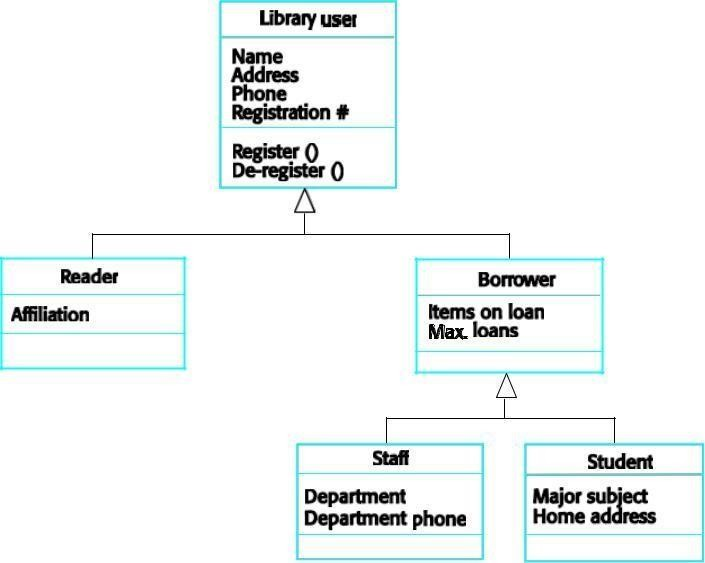 Library user
Name
Address
Phone
Registration #
Register ()
De-register ()
Reader
Affiliation
Borrower
Items on loan
Max. loans
Staff
Department
Department phone
Student
Major subject
Home address